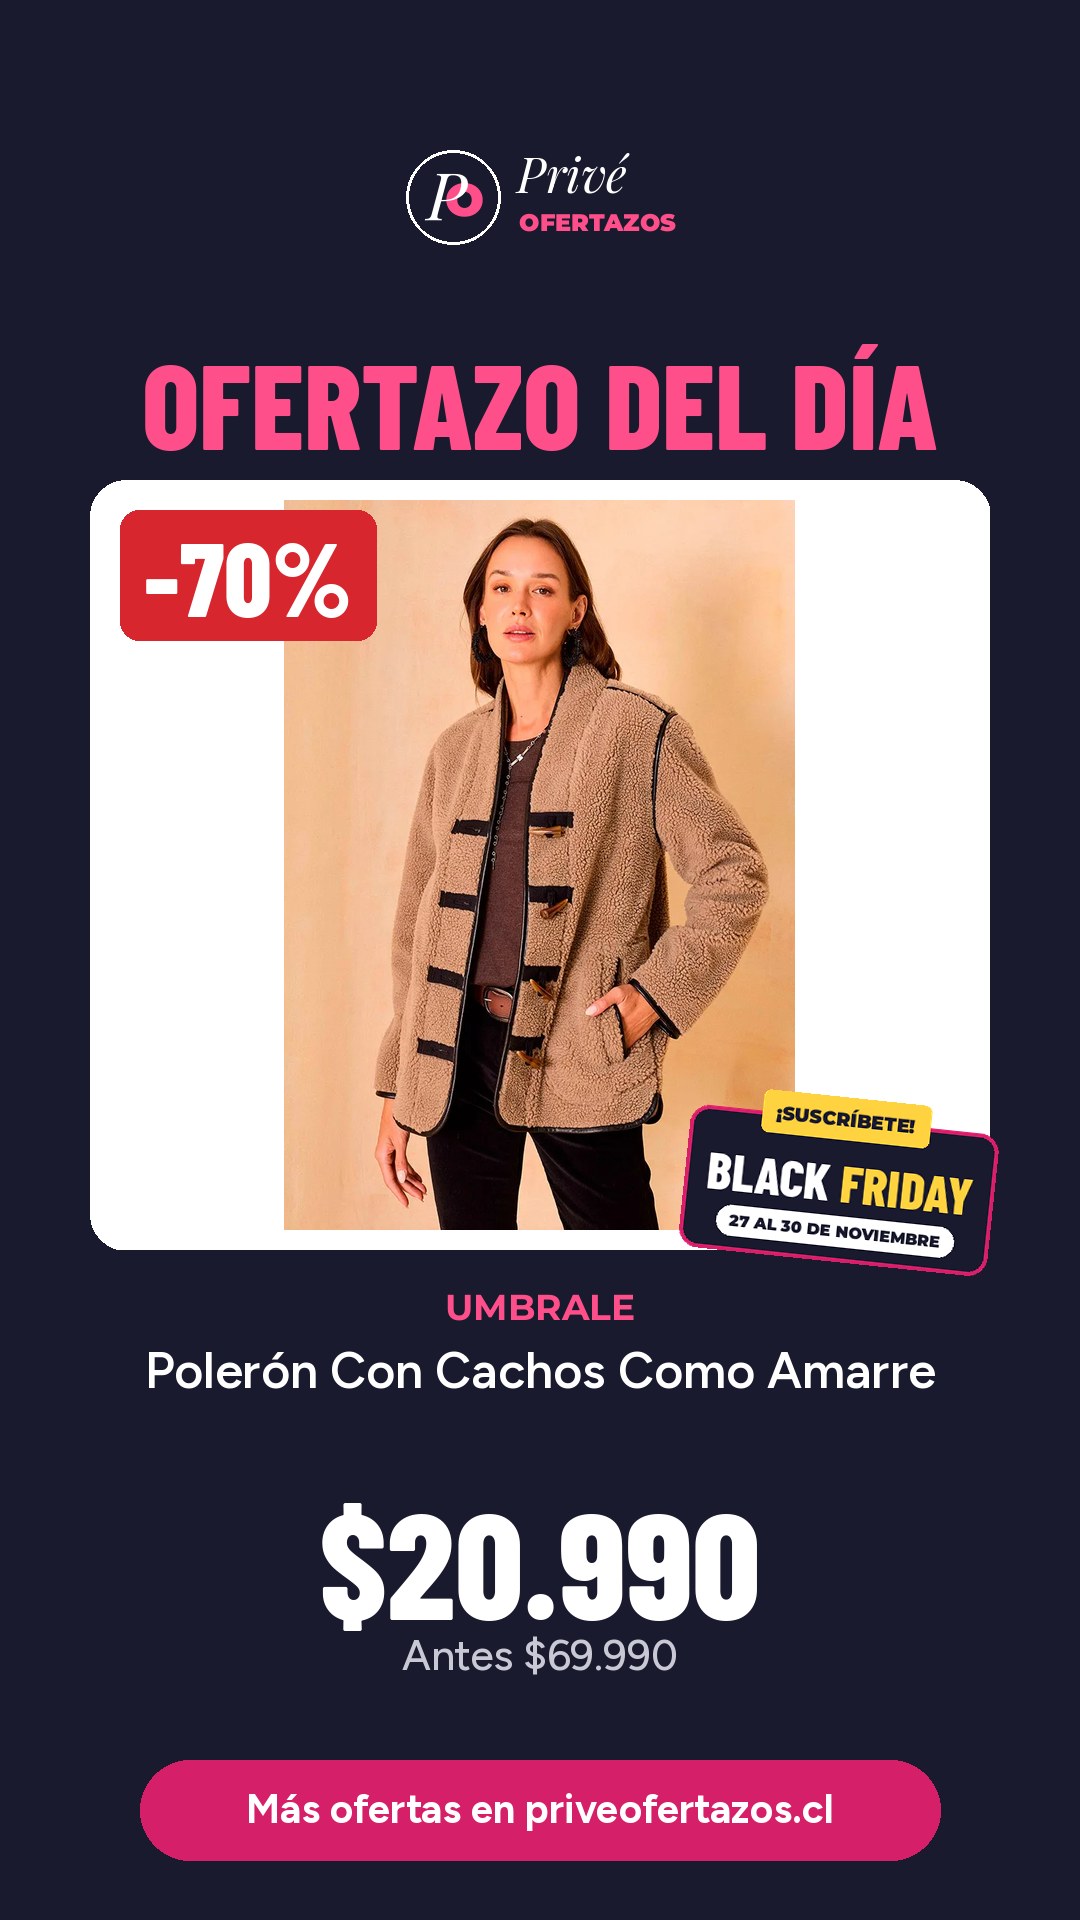 Po
Privé
OFERTAZOS
OFERTAZO DEL DÍA
-70%
¡SUSCRÍBETE!
BLACK FRIDAY
27 AL 30 DE NOVIEMBRE
UMBRALE
Polerón Con Cachos Como Amarre
$20.990
Antes $69.990
Más ofertas en priveofertazos.cl